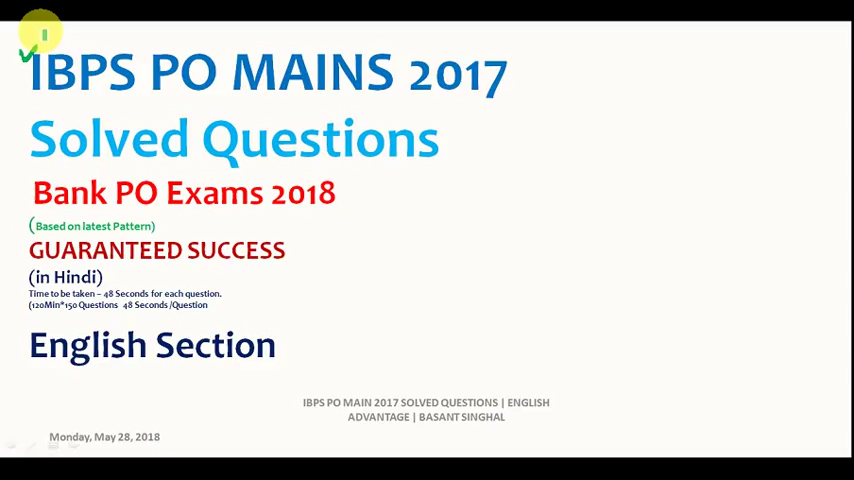 IBPS PO MAINS 2017
Solved Questions
Bank PO Exams 2018
(Based on latest Pattern)
GUARANTEED SUCCESS
(in Hindi)
Time to be taken – 48 Seconds for each question.
(120Min*150 Questions 48 Seconds /Question
English Section
IBPS PO MAIN 2017 SOLVED QUESTIONS | ENGLISH
ADVANTAGE | BASANT SINGHAL
Monday, May 28, 2018